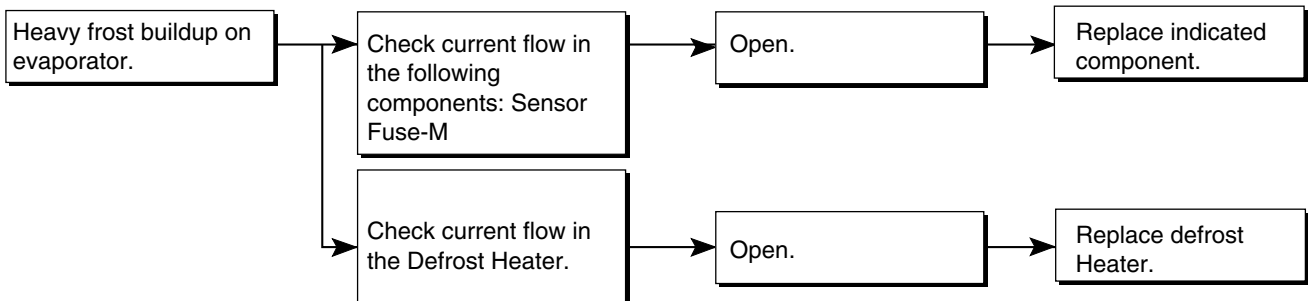 Heavy frost buildup on
evaporator.
Check current flow in
the following
components: Sensor
Fuse-M
Open.
Replace indicated
component.
Check current flow in
the Defrost Heater.
Open.
Replace defrost
Heater.